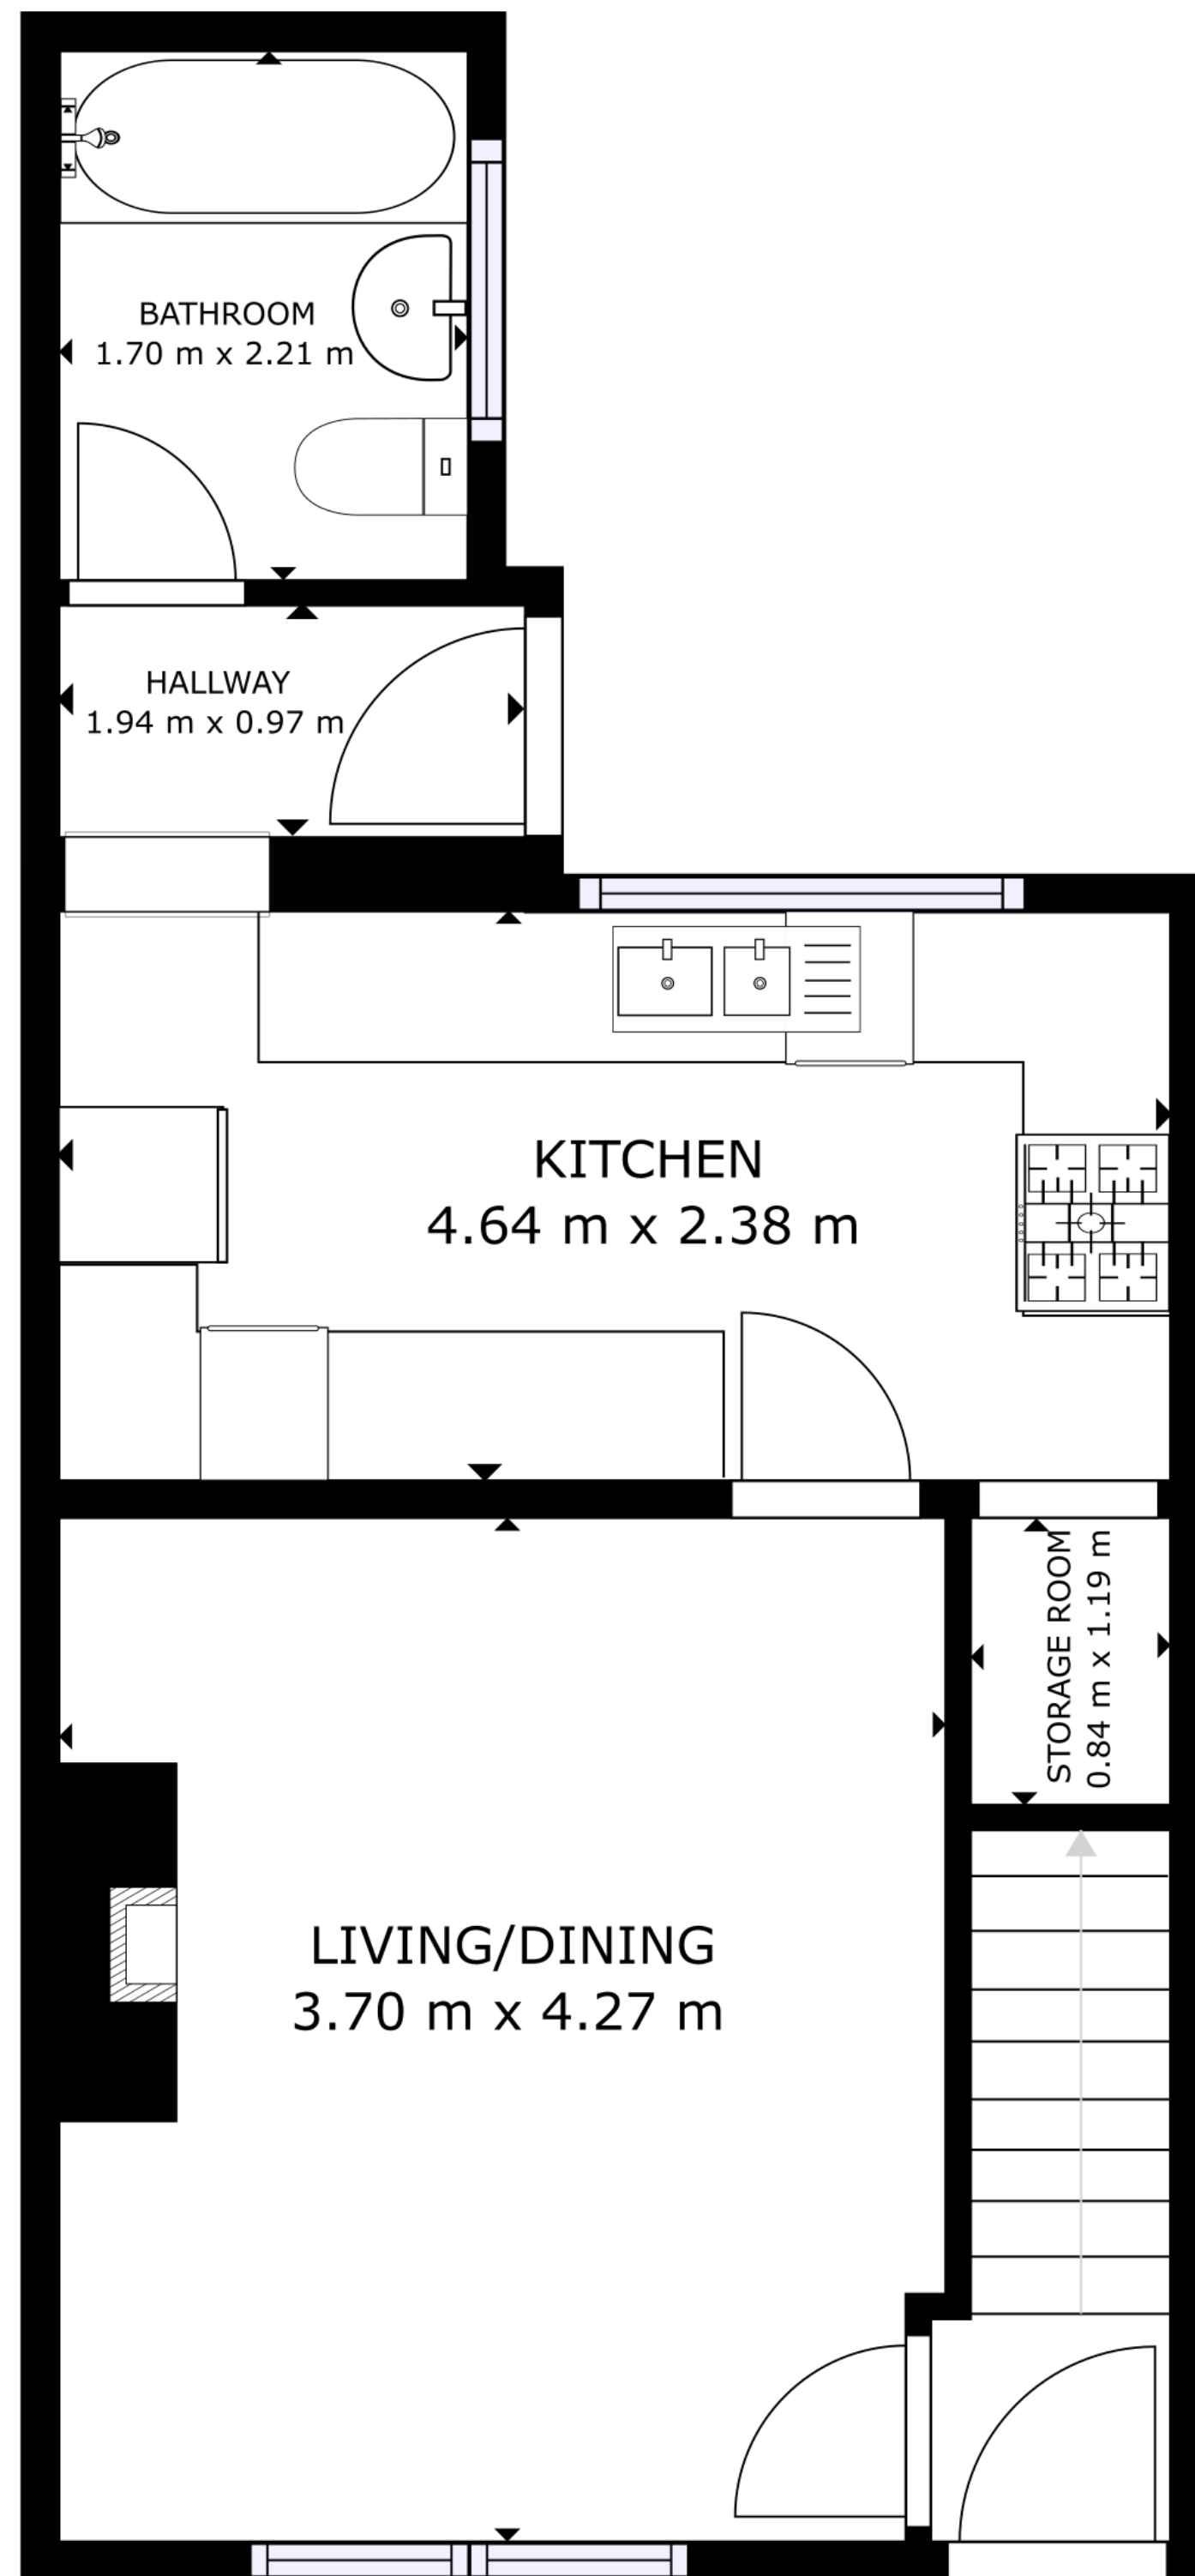 BATHROOM
1.70 m x 2.21 m
HALLWAY
1.94 m x 0.97 m
KITCHEN
4.64 m x 2.38 m
STORAGE ROOM
0.84 m x 1.19 m
LIVING/DINING
3.70 m x 4.27 m